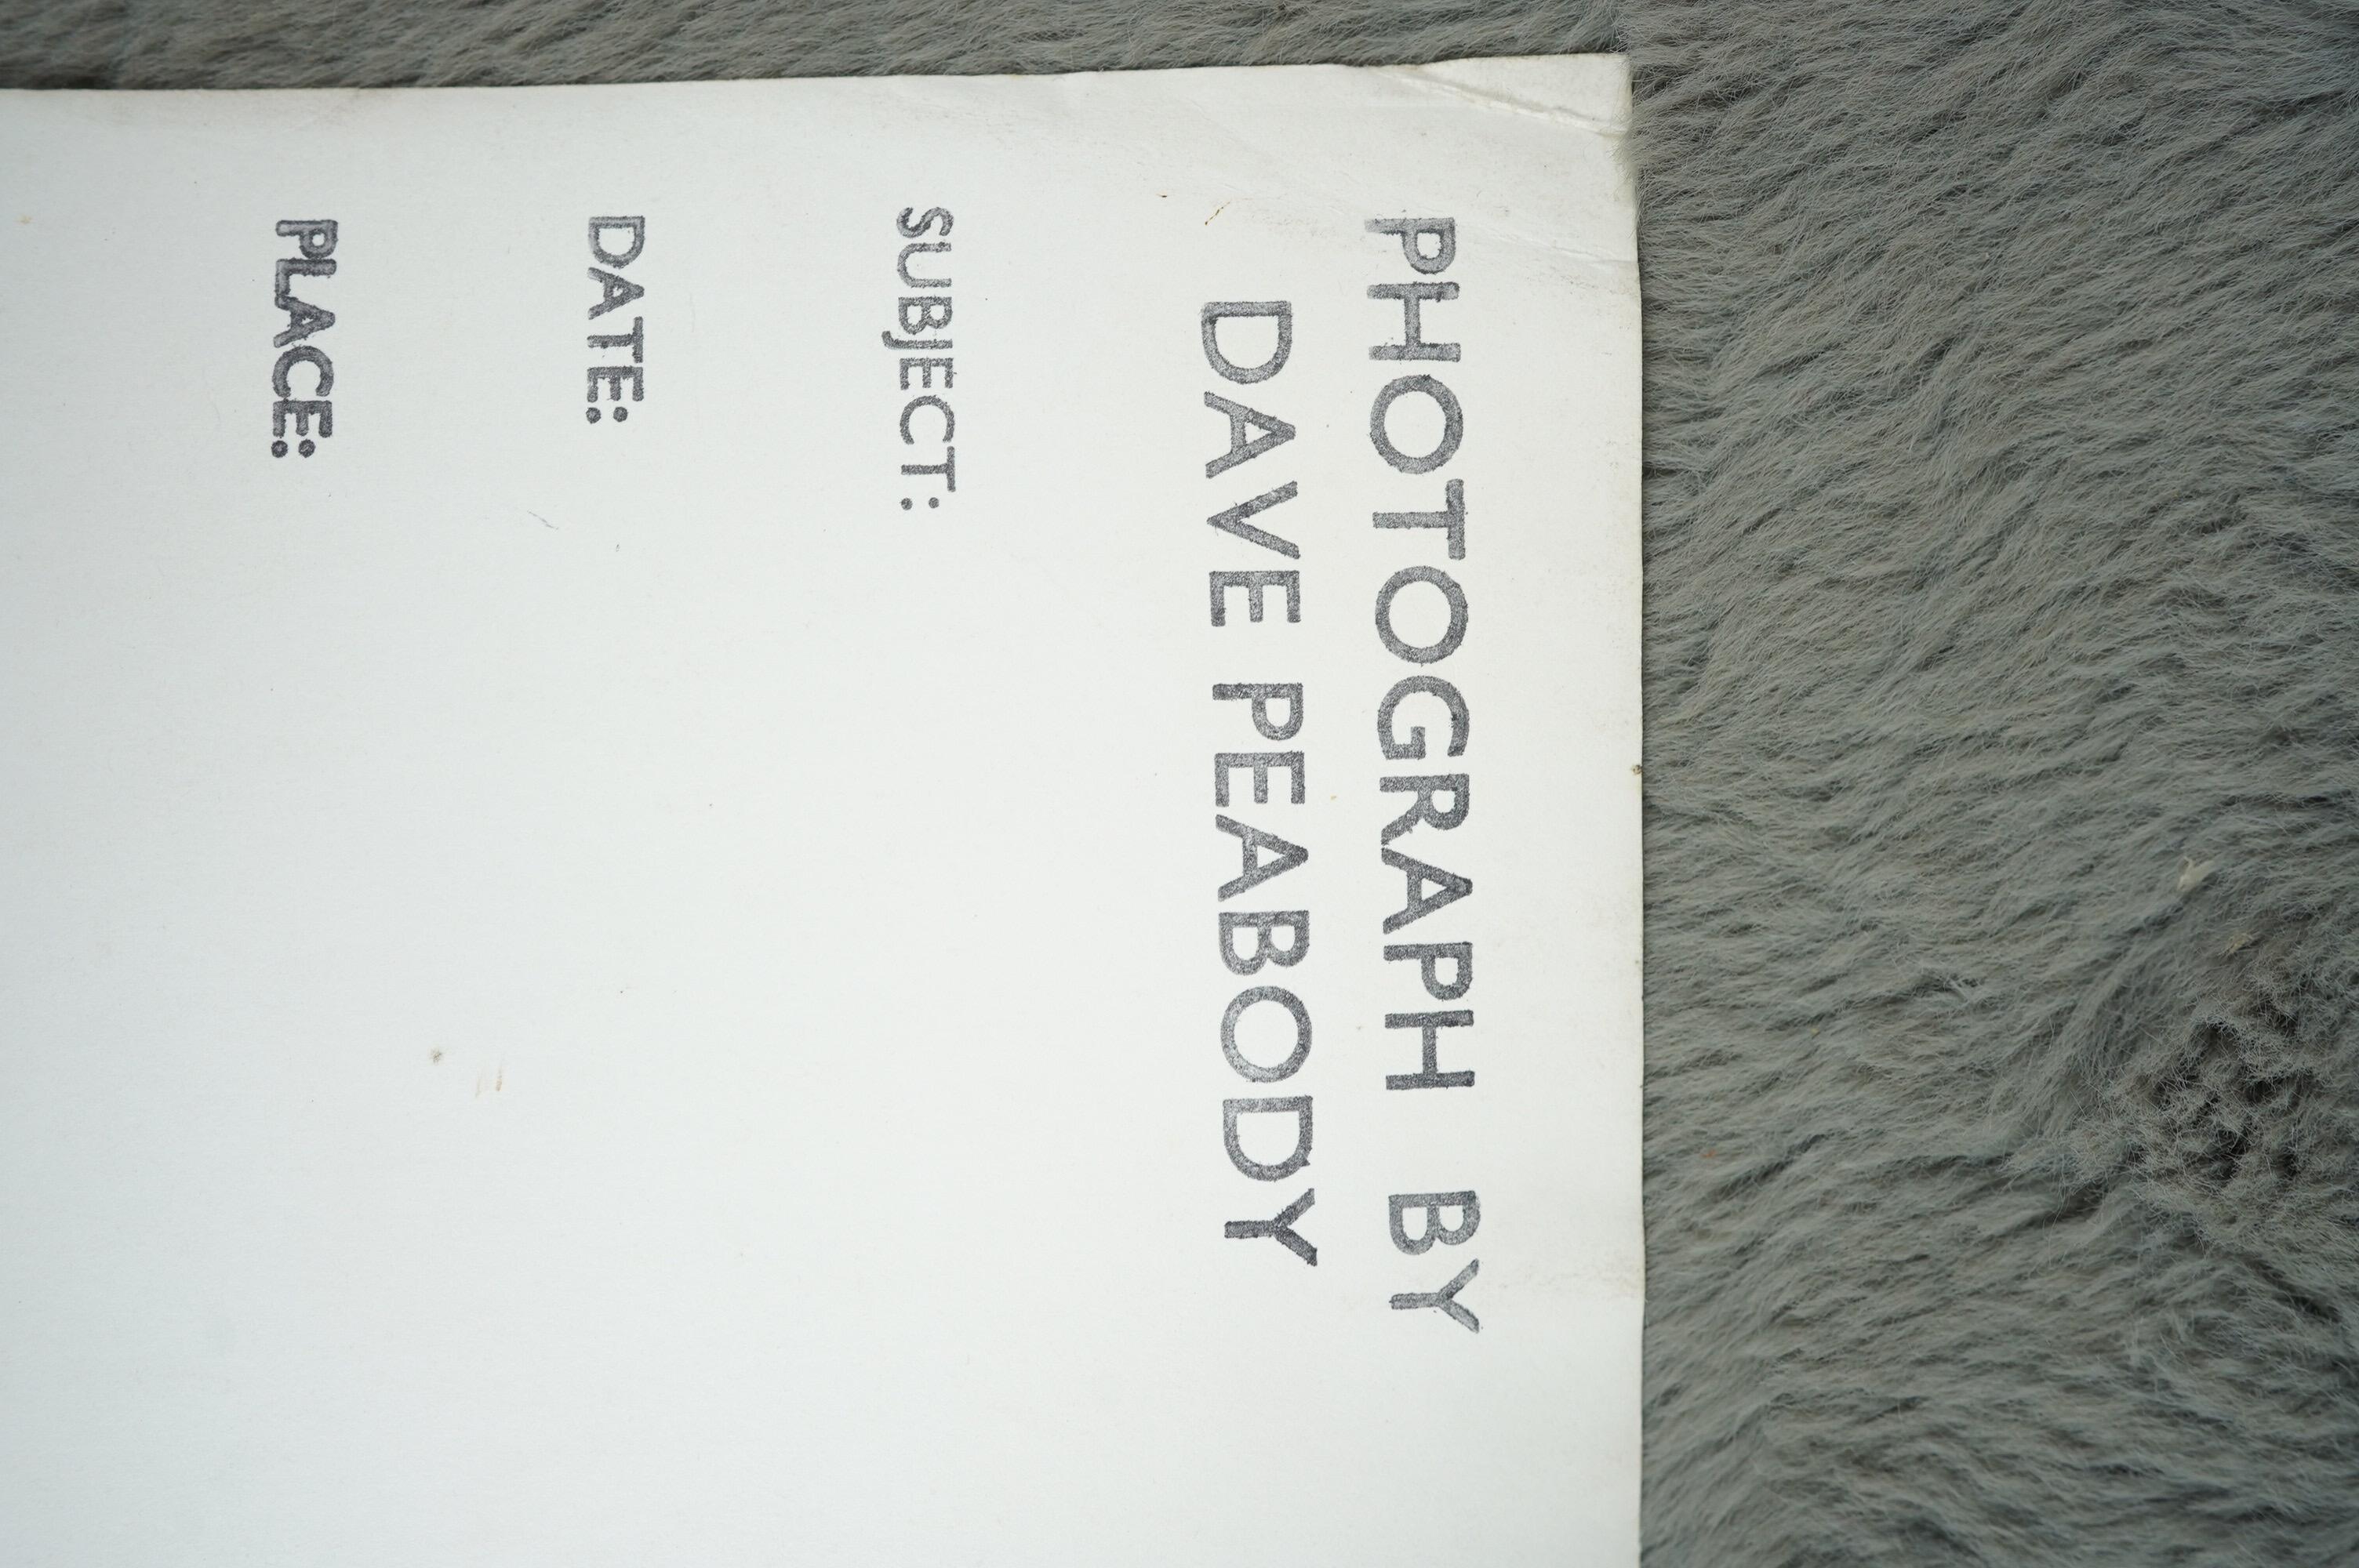 PHOTOGRAPH BY
DAVE PEABODY
SUBJECT:
DATE:
PLACE: